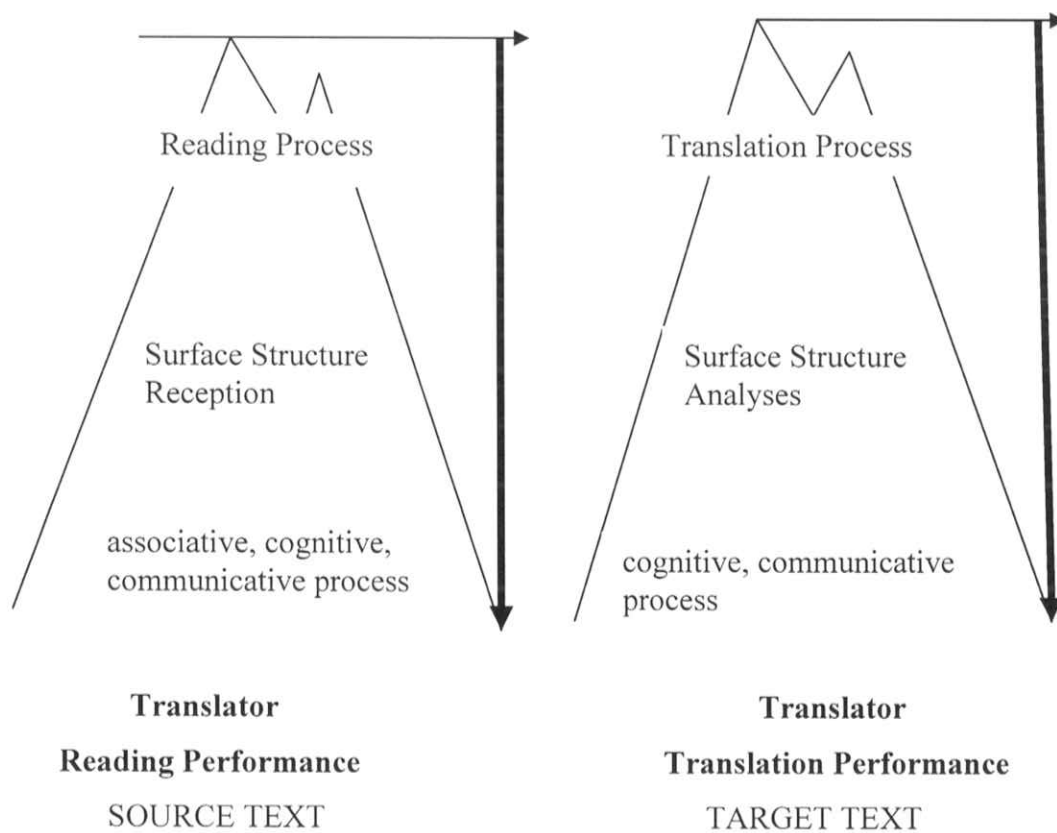 Reading Process
Surface Structure
Reception
associative, cognitive,
communicative process
Translator
Reading Performance
SOURCE TEXT
Translation Process
Surface Structure
Analyses
cognitive, communicative
process
Translator
Translation Performance
TARGET TEXT